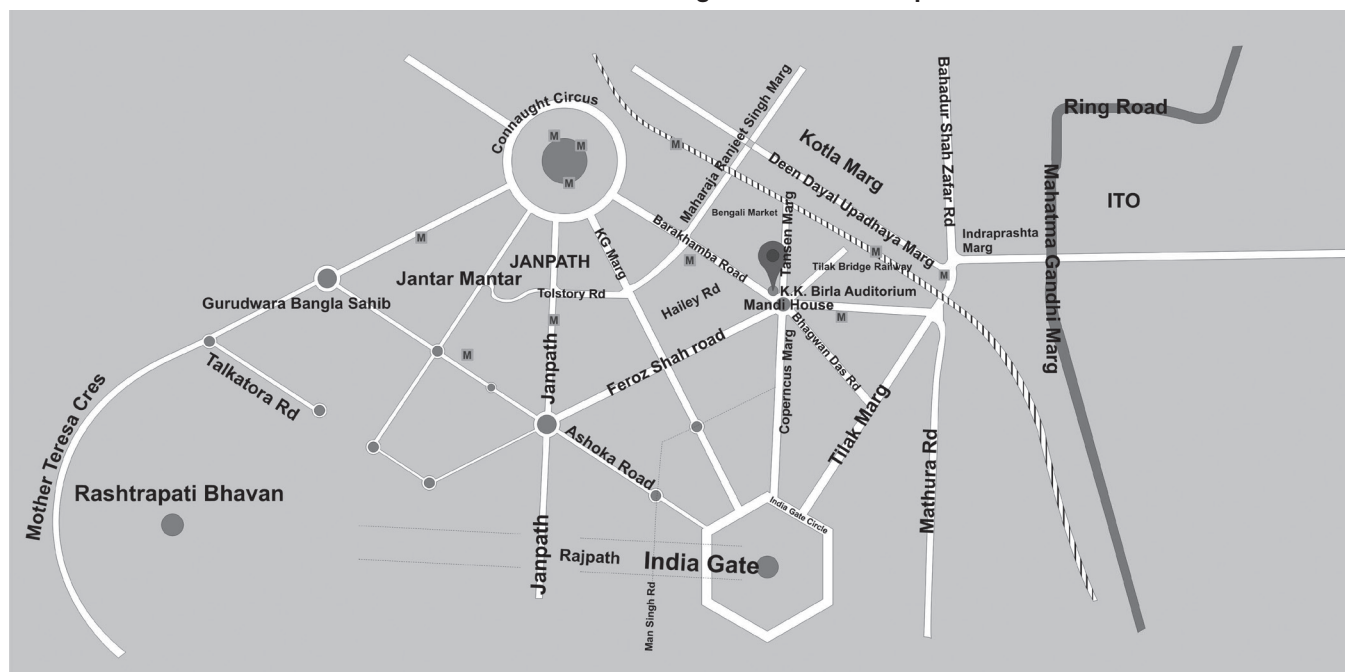 Connaught Circus
M
M
M
M
Maharaja Ranjeet Singh Marg
Kotla Marg
Deen Dayal Upadhaya Marg
Bahadur Shah Zafar Rd
Ring Road
Mahatma Gandhi Marg
ITO
Indraprashta
Marg
Bengali Market
Tansen Marg
Barakhamba Road
M
M
M
M
Tilak Bridge Railway
KG Marg
JANPATH
Jantar Mantar
Tolstory Rd
Hailey Rd
K.K. Birla Auditorium
Mandi House
M
Gurudwara Bangla Sahib
M
M
Janpath
Feroz Shah road
Bhagwan Das Rd
Coperncus Marg
Talkatora Rd
Mother Teresa Cres
Tilak Marg
Ashoka Road
Mathura Rd
Rashtrapati Bhavan
India Gate Circle
Janpath
Rajpath
India Gate
Man Singh Rd